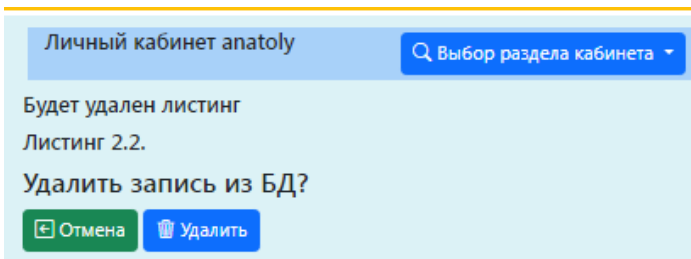 Личный кабинет anatoly
Выбор раздела кабинета
Будет удален листинг
Листинг 2.2.
Удалить запись из БД?
Отмена Удалить